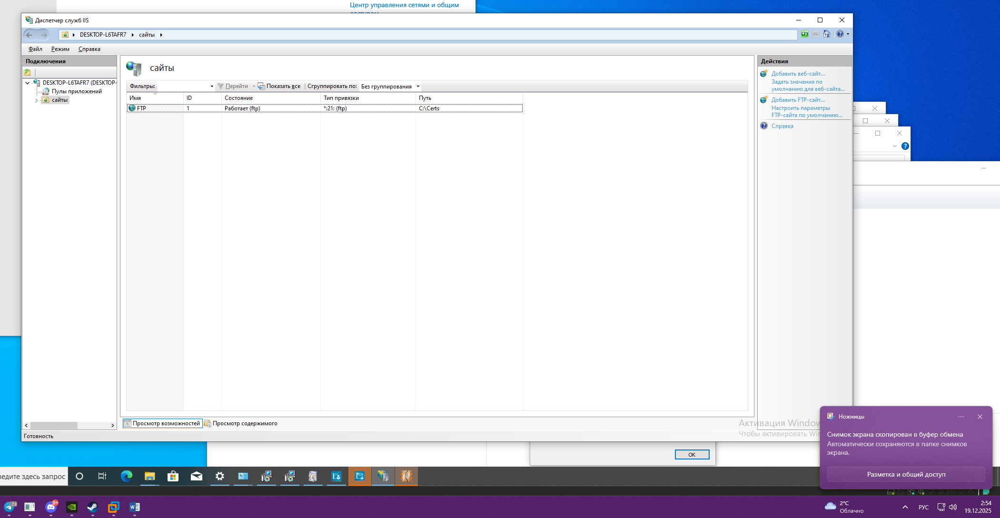 Центр управления сетями и общим
Диспетчер служб IIS
DESKTOP-L6TAFR7
сайты
Файл Режим Справка
Подключения
DESKTOP-L6TAFR7 (DESKTOP-
Пулы приложений
сайты
сайты
Фильтры: Перейти Показать все Сгруппировать по: Без группирования
Имя ID Состояние Тип привязки Путь
FTP 1 Работает (ftp) *:21: (ftp) C:\Certs
Действия
Добавить веб-сайт...
Задать значения по
умолчанию для веб-сайта...
Добавить FTP-сайт...
Настроить параметры
FTP-сайта по умолчанию...
Справка
Просмотр возможностей Просмотр содержимого
Готовность
Активация Window
Чтобы активировать Wi
OK
Ножницы
Снимок экрана скопирован в буфер обмена
Автоматически сохраняются в папке снимков
экрана.
Разметка и общий доступ
ведите здесь запрос
73
9+
2°C
Облачно
РУС
2:54
19.12.2025